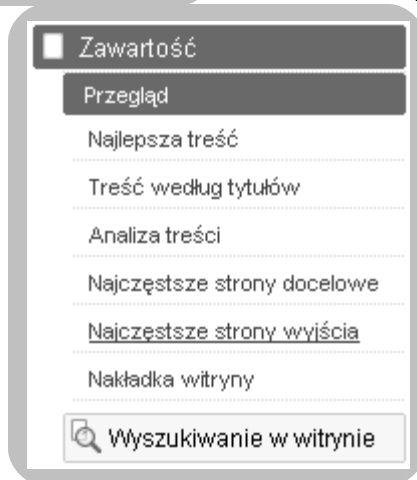 Zawartość
Przegląd
Najlepsza treść
Treść według tytułów
Analiza treści
Najczęstsze strony docelowe
Najczęstsze strony wyjścia
Nakładka witryny
Wyszukiwanie w witrynie